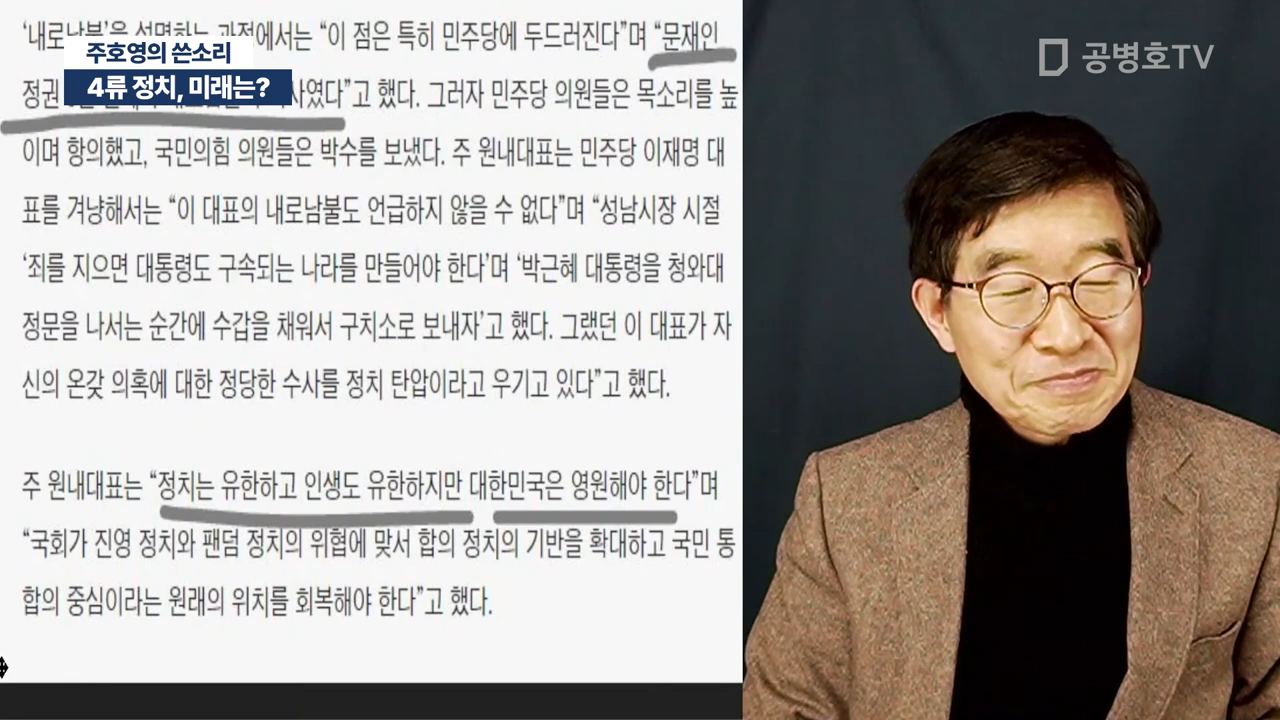 ‘내로남불’을 설명하는 과정에서는 “이 점은 특히 민주당에 두드러진다”며 “문재인
주호영의 쓴소리
4류 정치, 미래는?
공병호TV
정권 사였다”고 했다. 그러자 민주당 의원들은 목소리를 높
이며 항의했고, 국민의힘 의원들은 박수를 보냈다. 주 원내대표는 민주당 이재명 대
표를 겨냥해서는 “이 대표의 내로남불도 언급하지 않을 수 없다”며 “성남시장 시절
‘죄를 지으면 대통령도 구속되는 나라를 만들어야 한다’며 ‘박근혜 대통령을 청와대
정문을 나서는 순간에 수갑을 채워서 구치소로 보내자’고 했다. 그랬던 이 대표가 자
신의 온갖 의혹에 대한 정당한 수사를 정치 탄압이라고 우기고 있다”고 했다.
주 원내대표는 “정치는 유한하고 인생도 유한하지만 대한민국은 영원해야 한다”며
“국회가 진영 정치와 팬덤 정치의 위협에 맞서 합의 정치의 기반을 확대하고 국민 통
합의 중심이라는 원래의 위치를 회복해야 한다”고 했다.